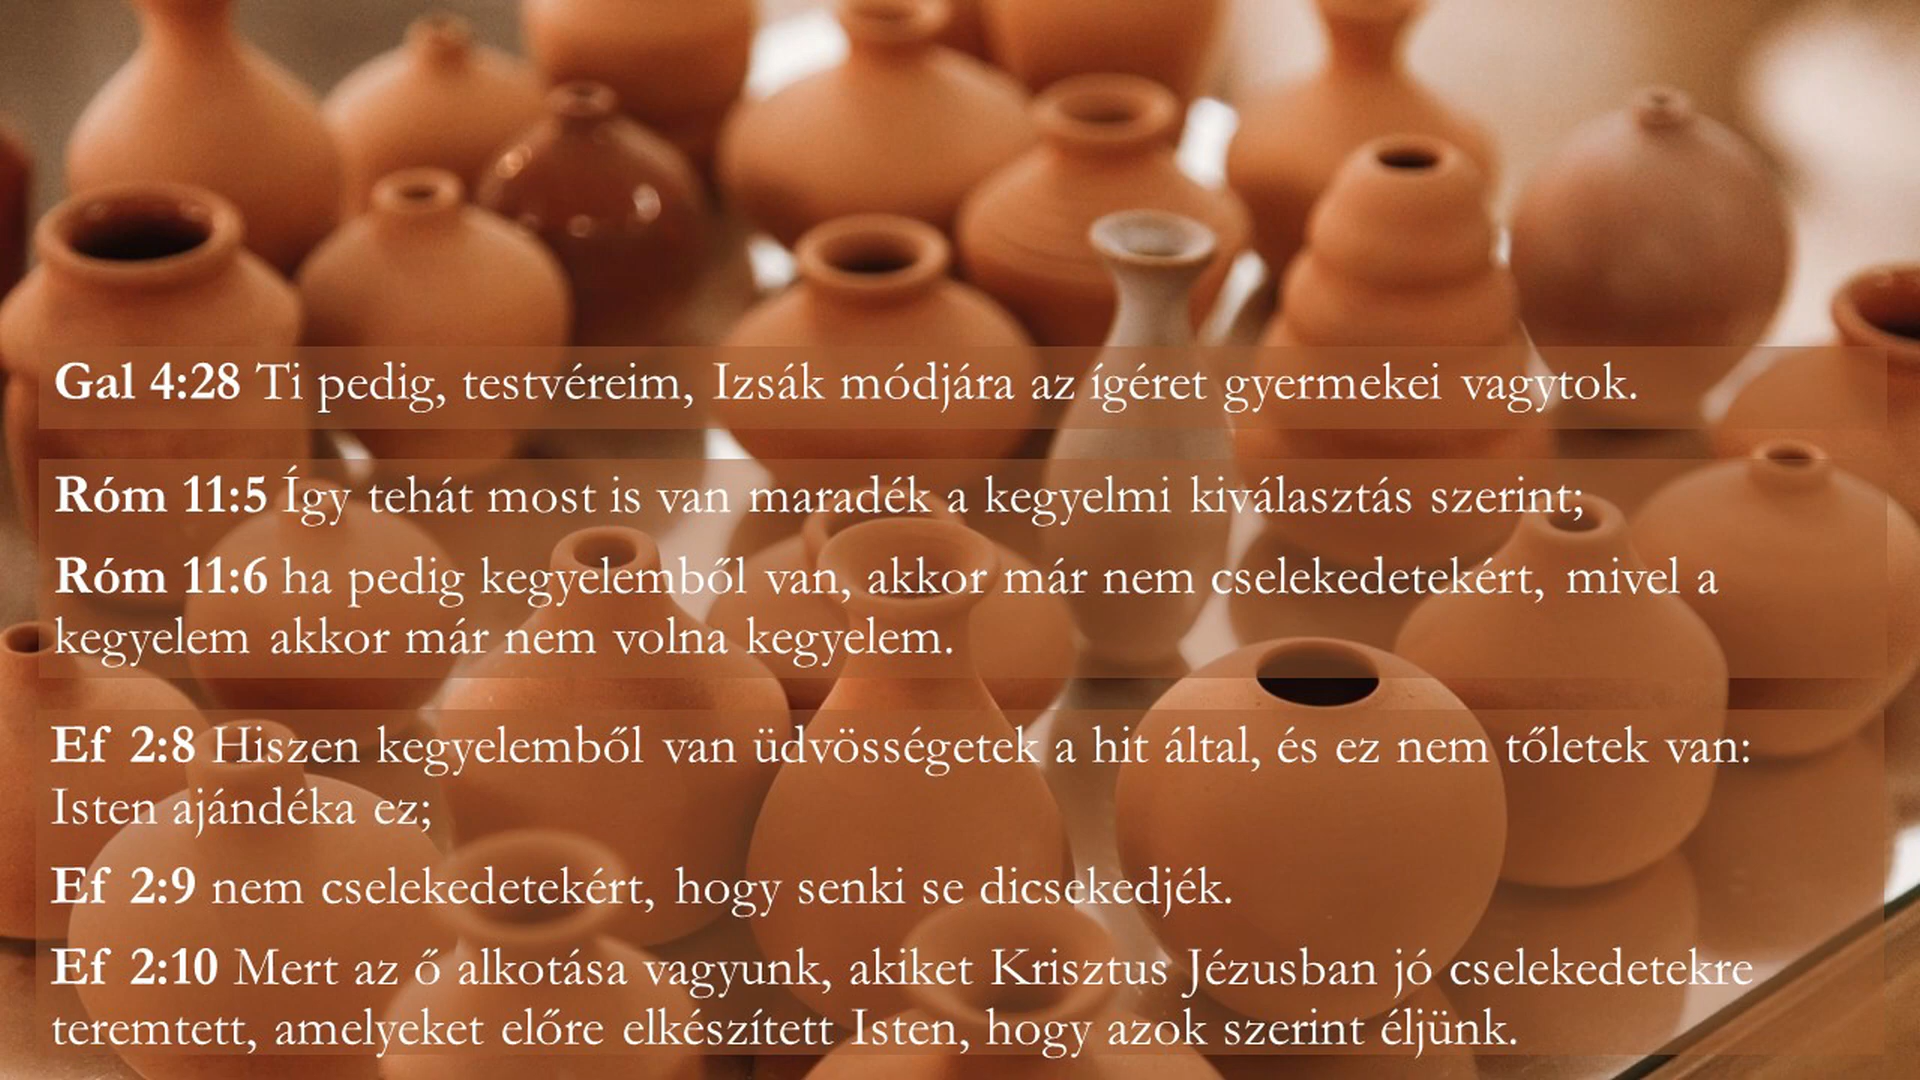 Gal 4:28 Ti pedig, testvéreim, Izsák módjára az ígéret gyermekei vagytok.
Róm 11:5 Így tehát most is van maradék a kegyelmi kiválasztás szerint;
Róm 11:6 ha pedig kegyelemből van, akkor már nem cselekedetekért, mivel a
kegyelem akkor már nem volna kegyelem.
Ef 2:8 Hiszen kegyelemből van üdvösségetek a hit által, és ez nem tőletek van:
Isten ajándéka ez;
Ef 2:9 nem cselekedetekért, hogy senki se dicsekedjék.
Ef 2:10 Mert az ő alkotása vagyunk, akiket Krisztus Jézusban jó cselekedetekre
teremtett, amelyeket előre elkészített Isten, hogy azok szerint éljünk.